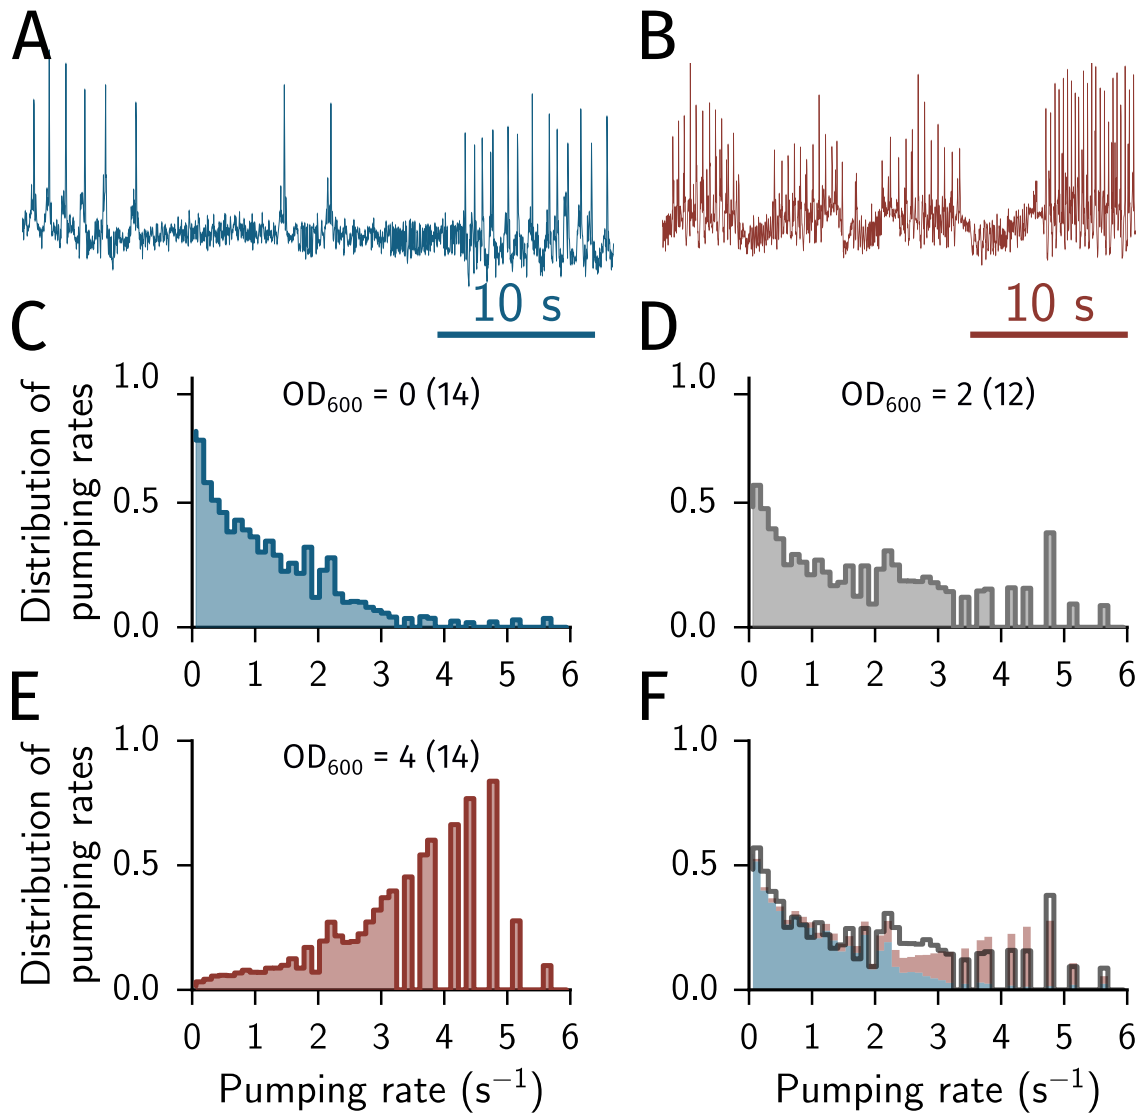 A
B
10 s
10 s
C
D
Distribution of
pumping rates
1.0
0.5
0.0
OD₆₀₀ = 0 (14)
0 1 2 3 4 5 6
1.0
0.5
0.0
OD₆₀₀ = 2 (12)
0 1 2 3 4 5 6
E
F
Distribution of
pumping rates
1.0
0.5
0.0
OD₆₀₀ = 4 (14)
0 1 2 3 4 5 6
Pumping rate (s⁻¹)
1.0
0.5
0.0
0 1 2 3 4 5 6
Pumping rate (s⁻¹)